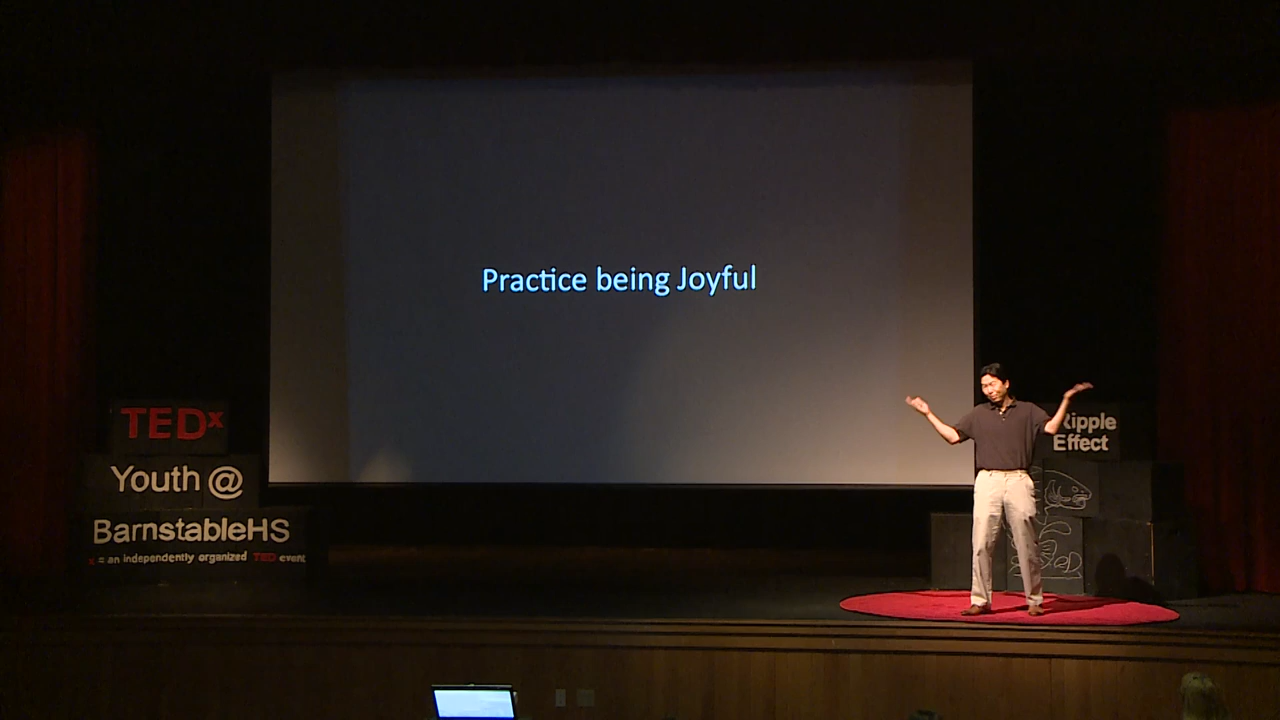 Practice being Joyful
TEDx
Youth @
BarnstableHS
x = an independently organized TED event
Ripple
Effect